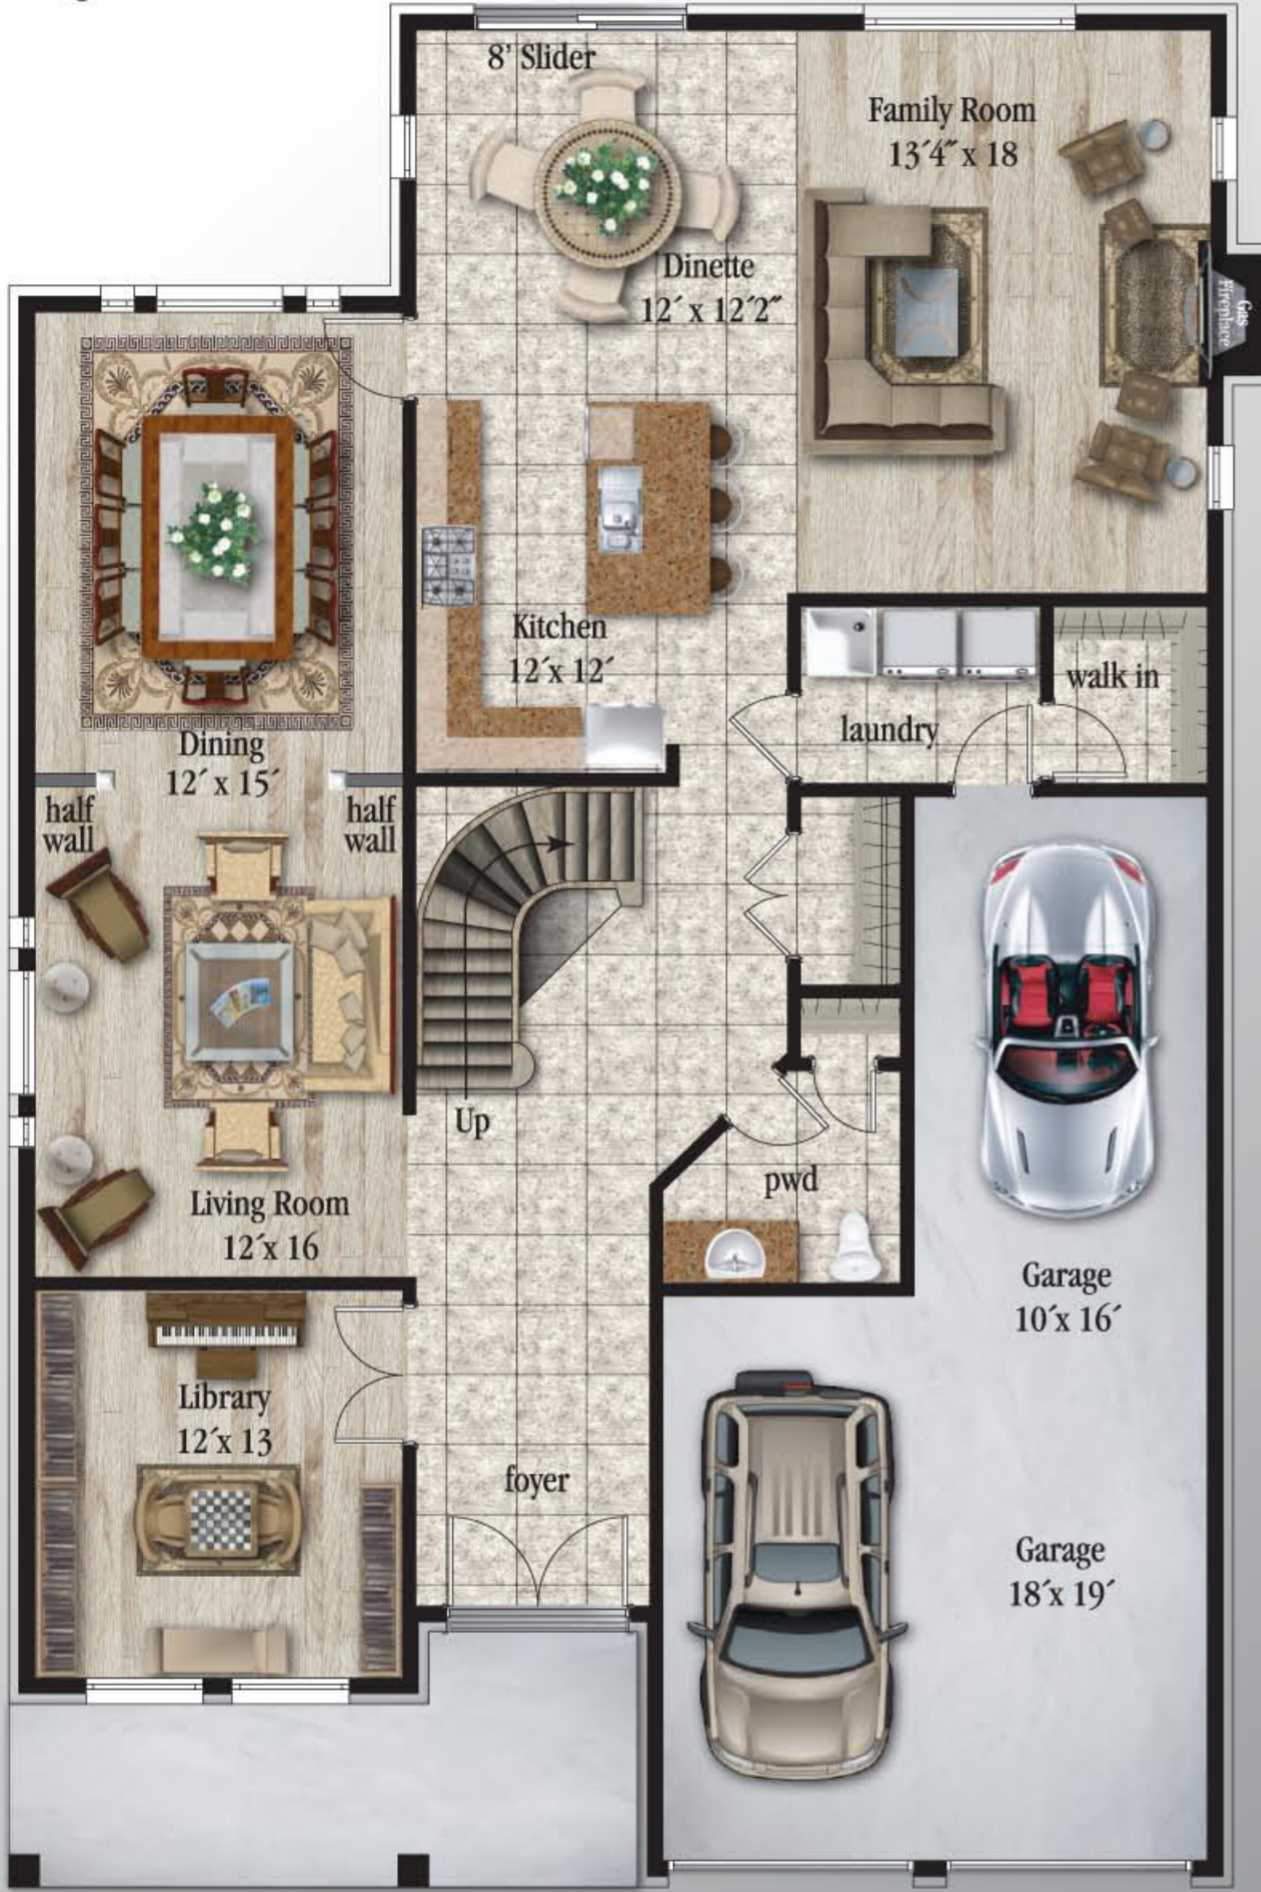 8' Slider
Family Room
13´4˝ x 18
Dinette
12´ x 12´2˝
Gas
Fireplace
Kitchen
12´x 12´
walk in
laundry
Dining
12´ x 15´
half
wall
half
wall
Up
pwd
Living Room
12´x 16
Garage
10´x 16´
Library
12´x 13
foyer
Garage
18´x 19´